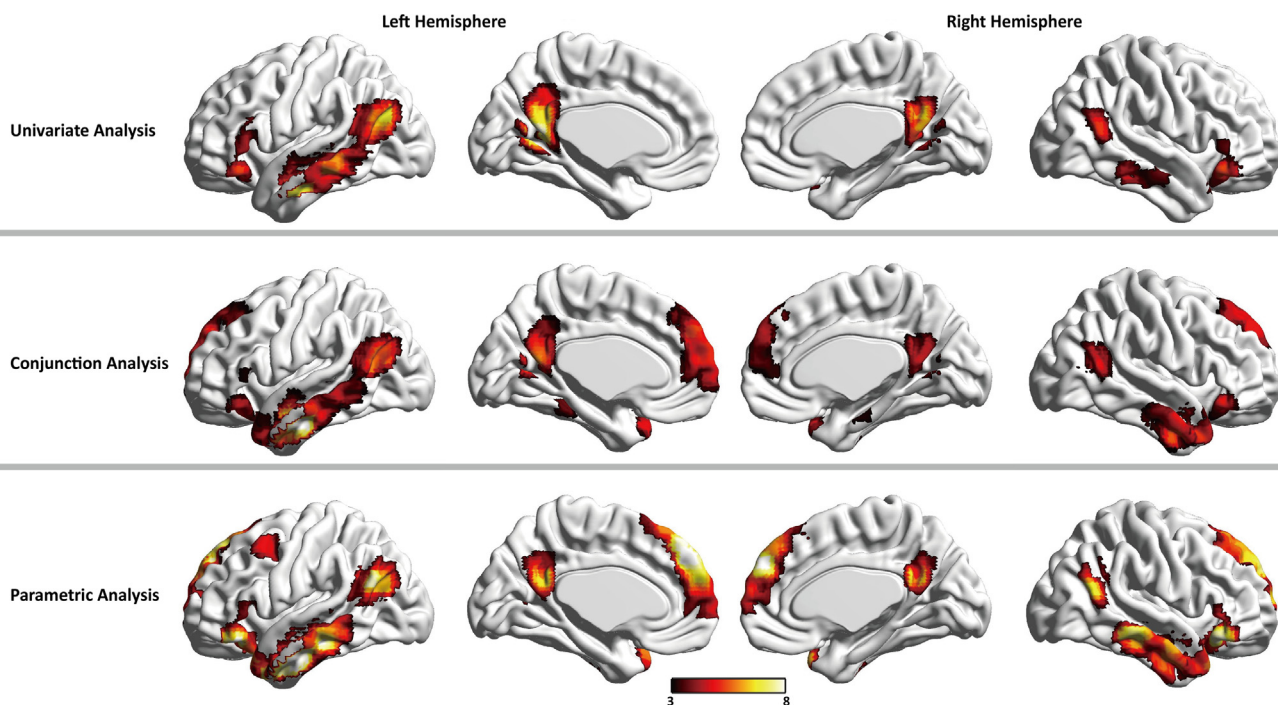 Left Hemisphere
Right Hemisphere
Univariate Analysis
Conjunction Analysis
Parametric Analysis
3
8